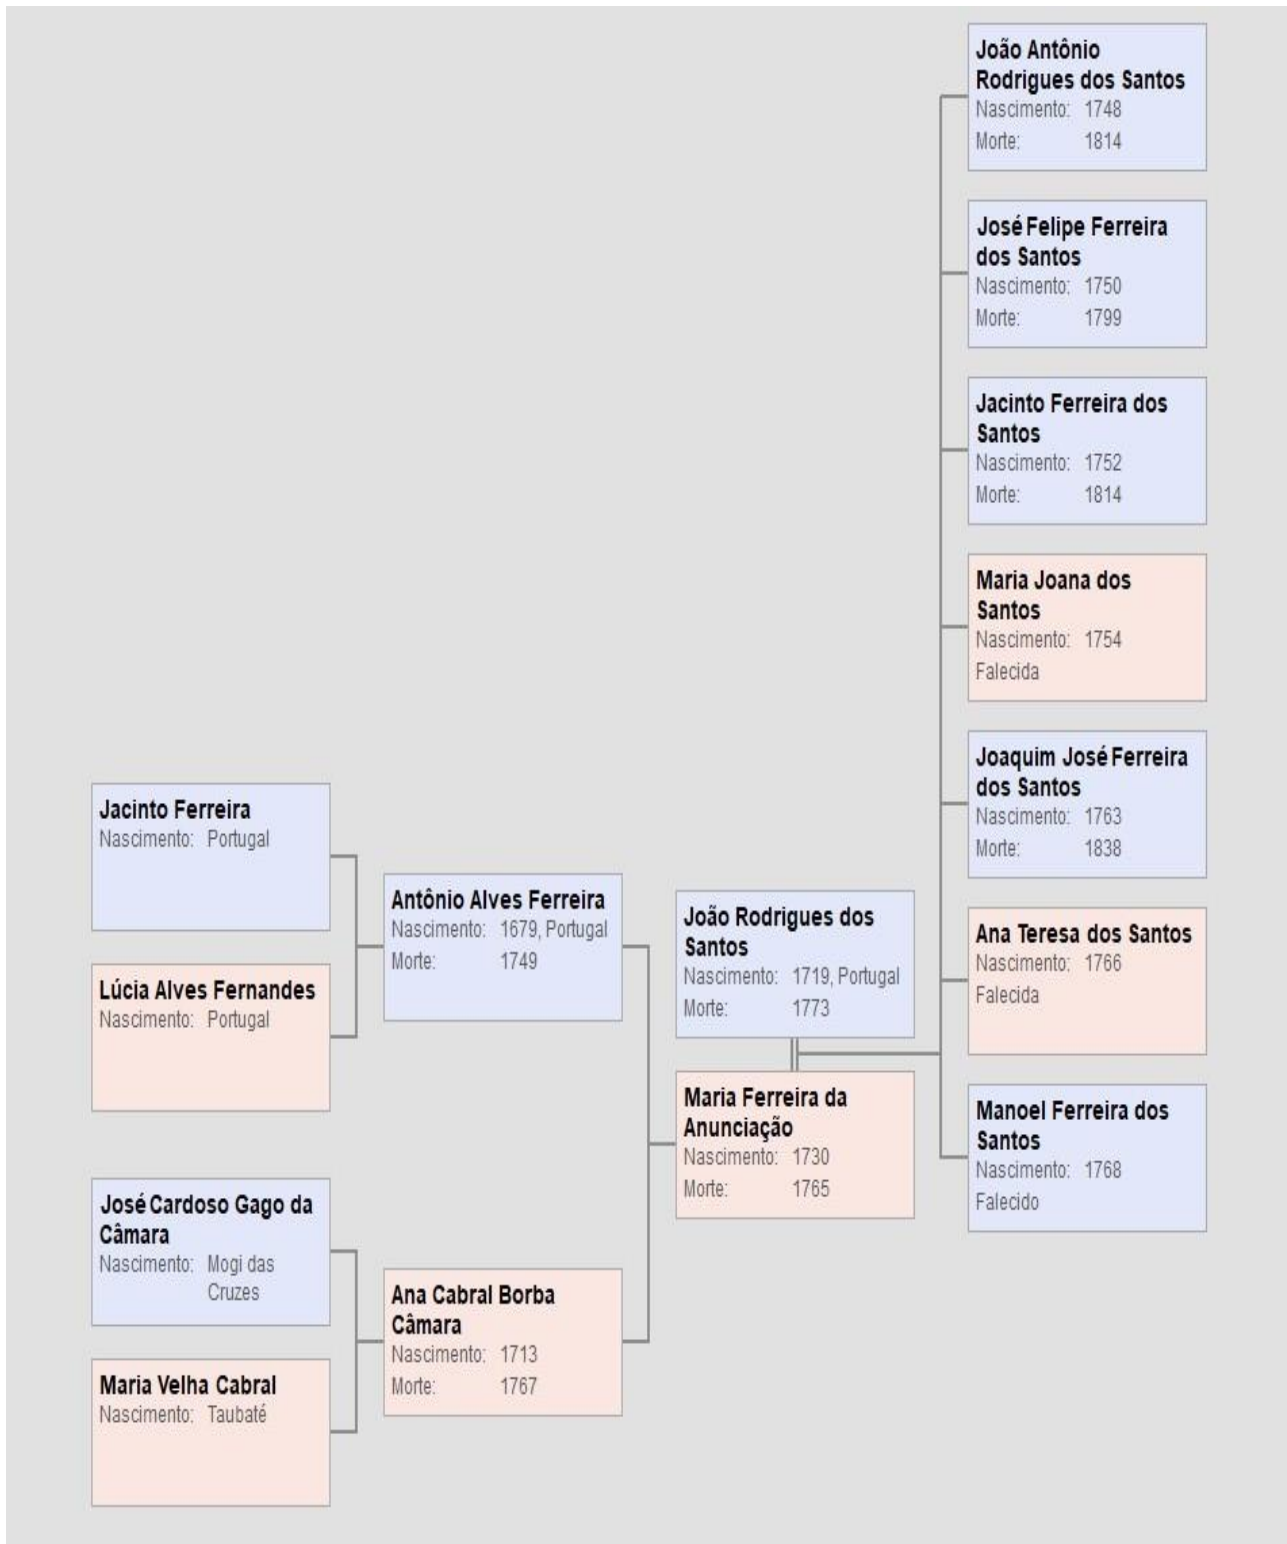 João Antônio
Rodrigues dos Santos
Nascimento: 1748
Morte: 1814
José Felipe Ferreira
dos Santos
Nascimento: 1750
Morte: 1799
Jacinto Ferreira dos
Santos
Nascimento: 1752
Morte: 1814
Maria Joana dos
Santos
Nascimento: 1754
Falecida
Joaquim José Ferreira
dos Santos
Nascimento: 1763
Morte: 1838
Ana Teresa dos Santos
Nascimento: 1766
Falecida
Manoel Ferreira dos
Santos
Nascimento: 1768
Falecido
João Rodrigues dos
Santos
Nascimento: 1719, Portugal
Morte: 1773
Maria Ferreira da
Anunciação
Nascimento: 1730
Morte: 1765
Antônio Alves Ferreira
Nascimento: 1679, Portugal
Morte: 1749
Ana Cabral Borba
Câmara
Nascimento: 1713
Morte: 1767
Jacinto Ferreira
Nascimento: Portugal
Lúcia Alves Fernandes
Nascimento: Portugal
José Cardoso Gago da
Câmara
Nascimento: Mogi das
Cruzes
Maria Velha Cabral
Nascimento: Taubaté